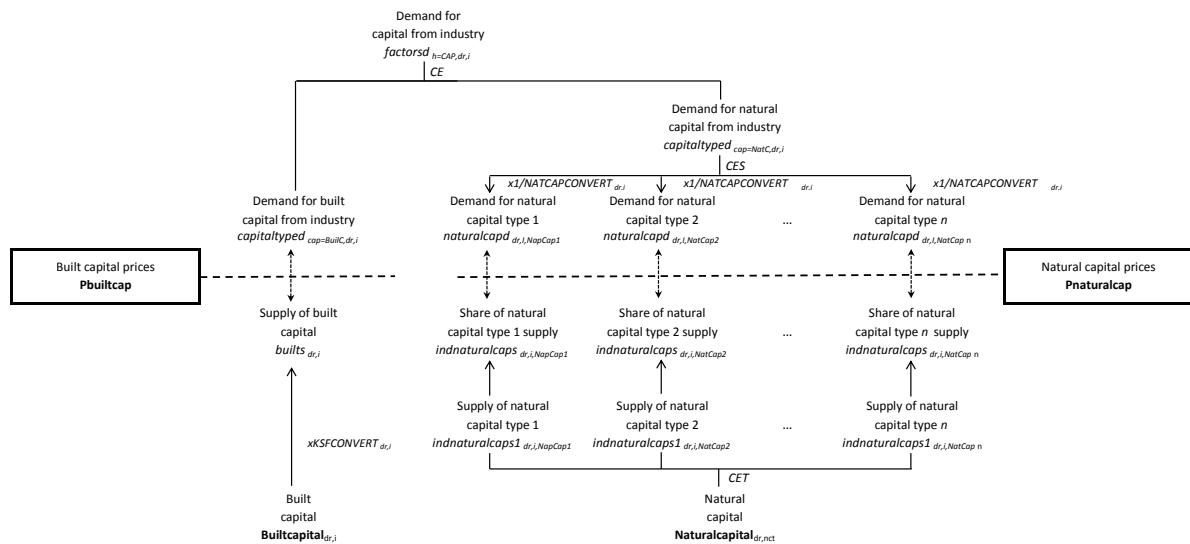 Demand for
capital from industry
factorsd h=CAP,dr,i
CE
Demand for natural
capital from industry
capitaltyped cap=NatC,dr,i
CES
x1/NATCAPCONVERT dr,i
x1/NATCAPCONVERT dr,i
x1/NATCAPCONVERT dr,i
Demand for built
capital from industry
capitaltyped cap=BuilC,dr,i
Demand for natural
capital type 1
naturalcapd dr,I,NapCap1
Demand for natural
capital type 2
naturalcapd dr,I,NatCap2
...
Demand for natural
capital type n
naturalcapd dr,I,NatCap n
Built capital prices
Pbuiltcap
Natural capital prices
Pnaturalcap
Supply of built
capital
builts dr,i
Share of natural
capital type 1 supply
indnaturalcaps dr,i,NapCap1
Share of natural
capital type 2 supply
indnaturalcaps dr,i,NatCap2
...
Share of natural
capital type n supply
indnaturalcaps dr,i,NatCap n
xKSFCONVERT dr,i
Supply of natural
capital type 1
indnaturalcaps1 dr,i,NapCap1
Supply of natural
capital type 2
indnaturalcaps1 dr,i,NatCap2
...
Supply of natural
capital type n
indnaturalcaps1 dr,i,NatCap n
CET
Built
capital
Builtcapital dr,i
Natural
capital
Naturalcapital dr,nct